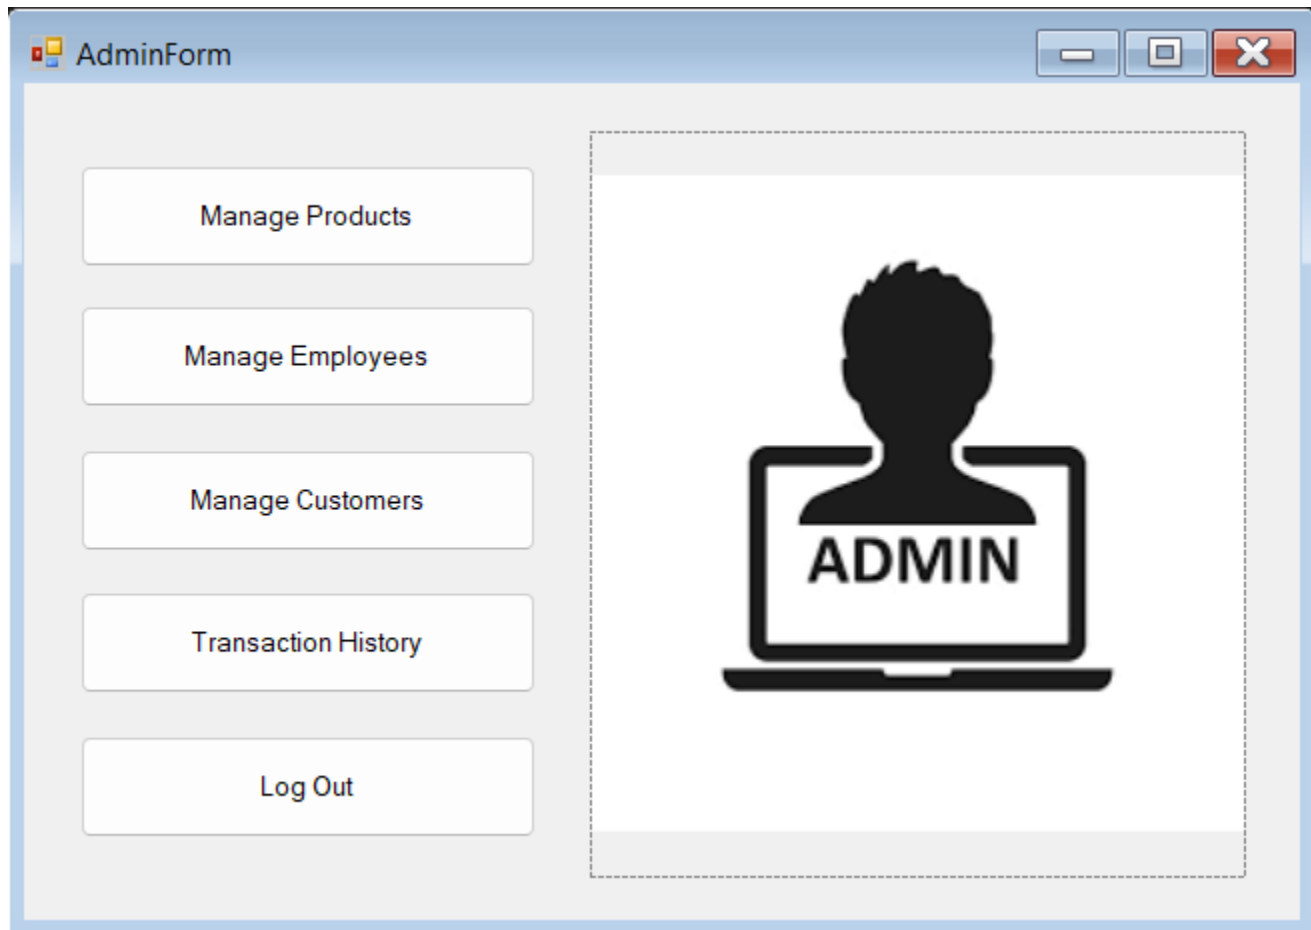 AdminForm
Manage Products
Manage Employees
Manage Customers
Transaction History
Log Out
ADMIN